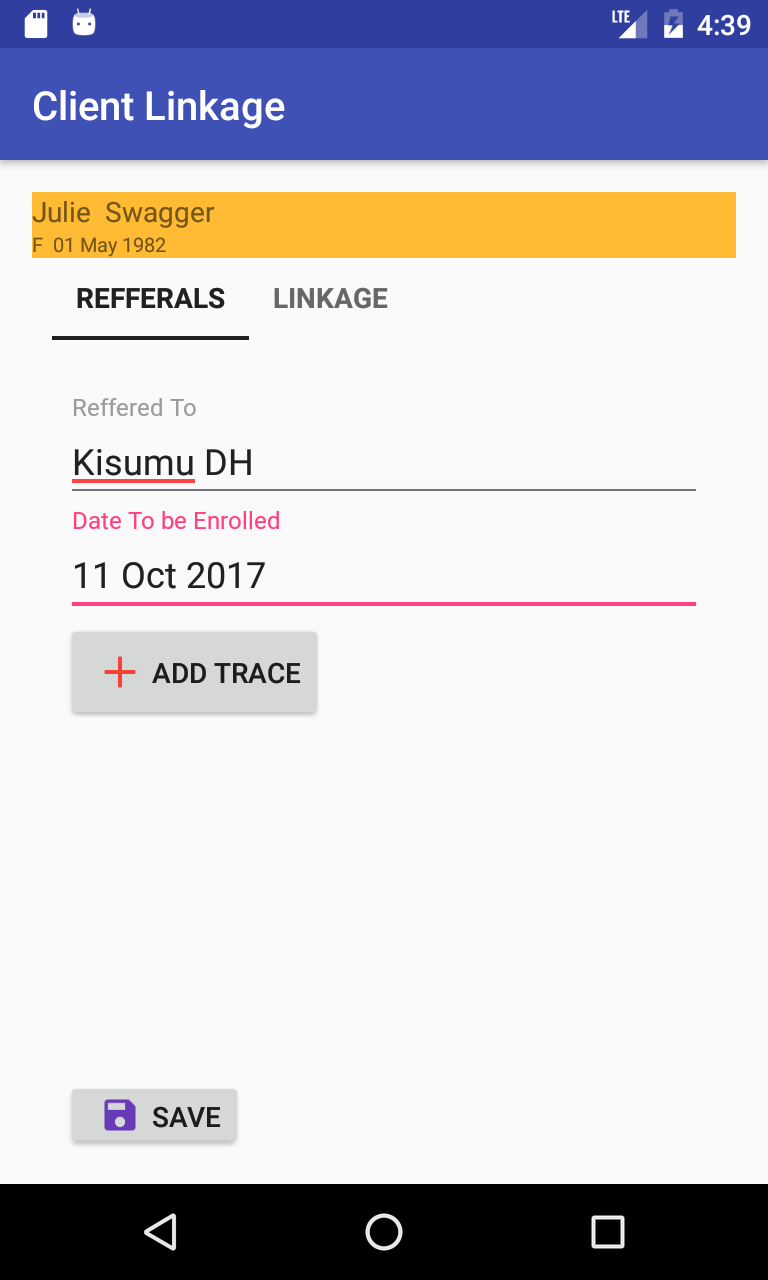 LTE 4:39
Client Linkage
Julie  Swagger
F  01 May 1982
REFFERALS LINKAGE
Reffered To
Kisumu DH
Date To be Enrolled
11 Oct 2017
ADD TRACE
SAVE